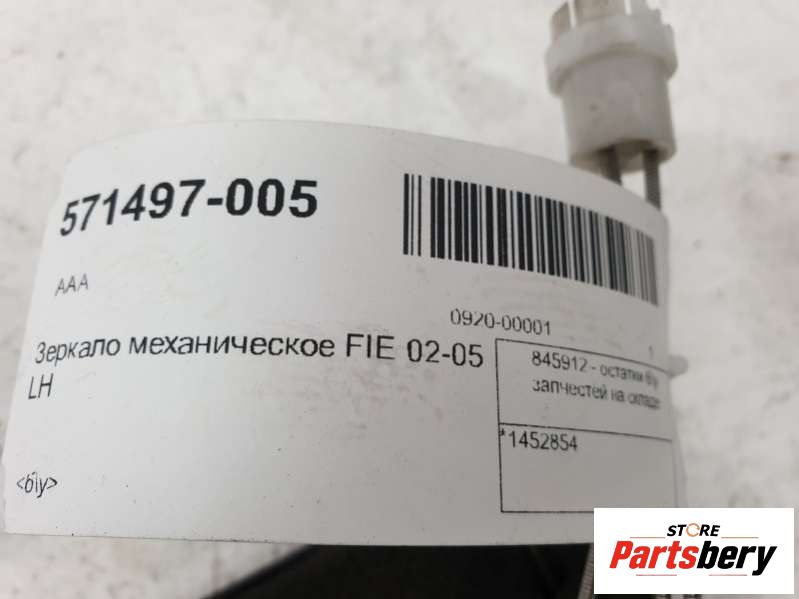 571497-005
AAA
0920-00001
1
Зеркало механическое FIE 02-05
LH
845912 - остатки б/у
запчестей на складе
*1452854
<б/у>
STORE
Partsbery